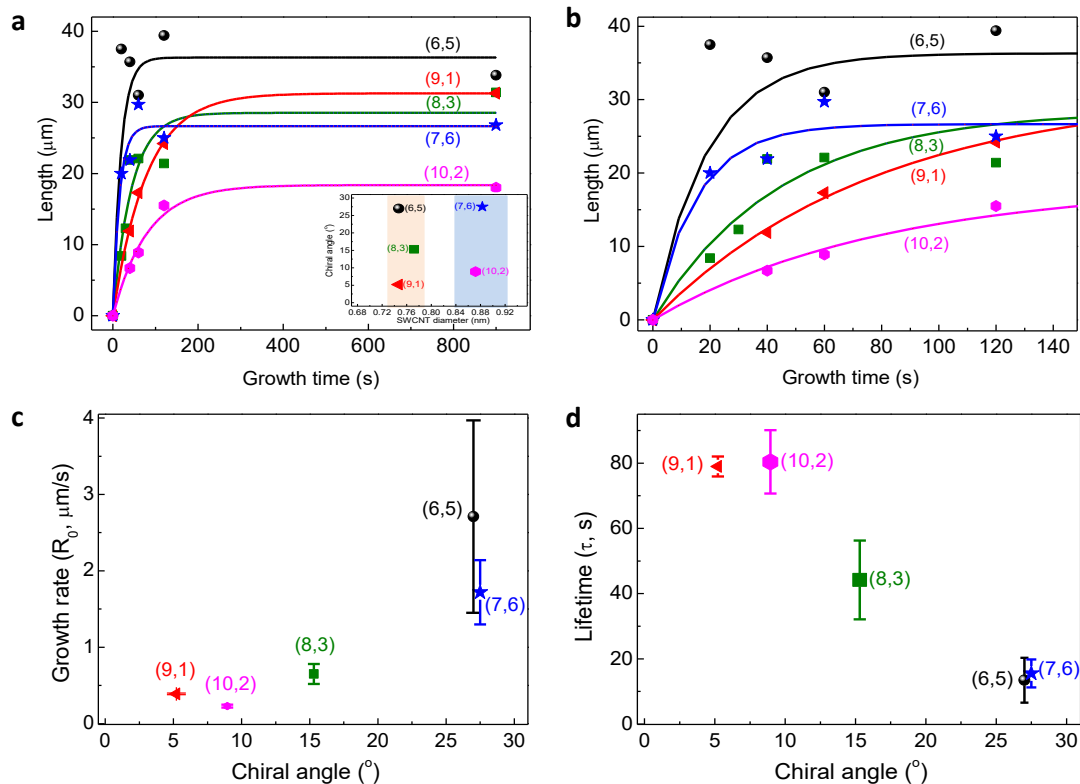 a
40
30
20
10
0
Length (μm)
(6,5)
(9,1)
(8,3)
(7,6)
(10,2)
0 200 400 600 800
Growth time (s)
30
25
20
15
10
5
0
Chiral angle (°)
(6,5)
(7,6)
(8,3)
(10,2)
(9,1)
0.68 0.72 0.76 0.80 0.84 0.88 0.92
SWCNT diameter (nm)
b
40
30
20
10
0
Length (μm)
(6,5)
(7,6)
(8,3)
(9,1)
(10,2)
0 20 40 60 80 100 120 140
Growth time (s)
c
4
3
2
1
0
Growth rate (R0, μm/s)
(6,5)
(7,6)
(8,3)
(9,1)
(10,2)
0 5 10 15 20 25 30
Chiral angle (o)
d
80
60
40
20
0
Lifetime (τ, s)
(9,1)
(10,2)
(8,3)
(6,5)
(7,6)
0 5 10 15 20 25 30
Chiral angle (o)